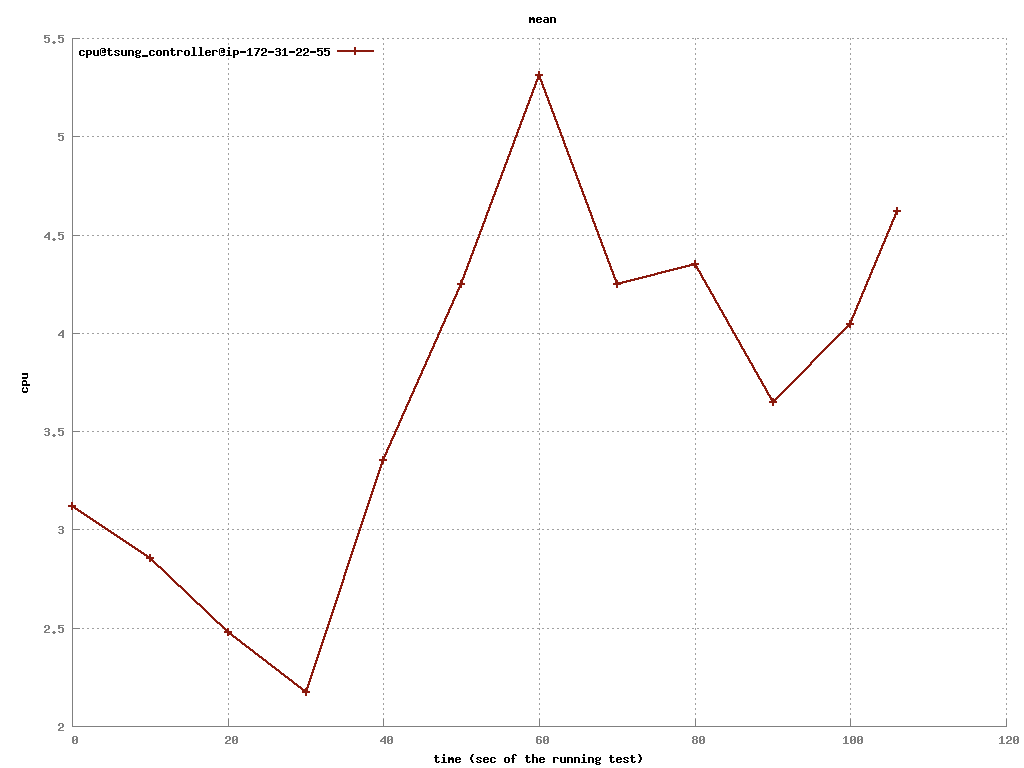 mean
5.5
cpu@tsung_controller@ip-172-31-22-55
5
4.5
4
cpu
3.5
3
2.5
2
0 20 40 60 80 100 120
time (sec of the running test)